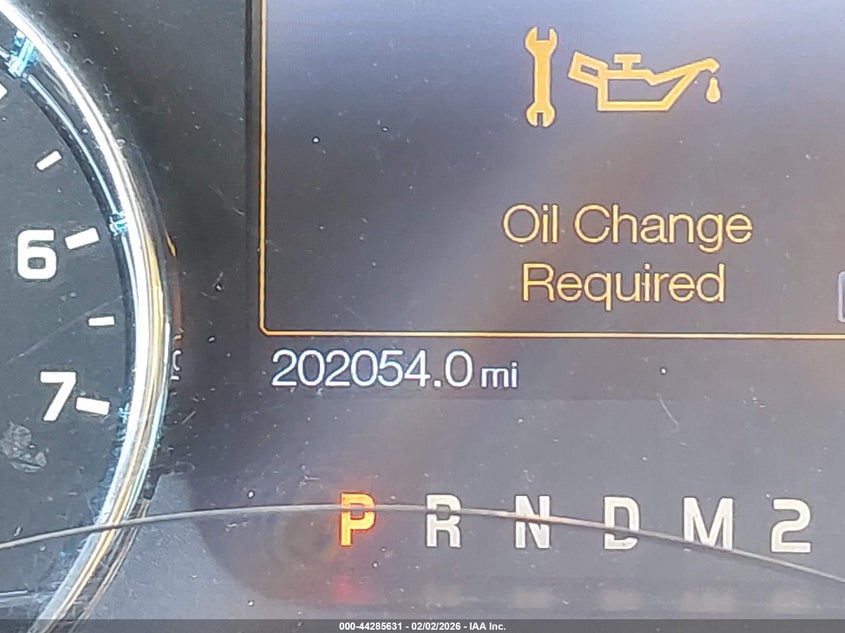 Oil Change
Required
6
202054.0 mi
7
P R N D M 2
000-44285631 - 02/02/2026 - IAA Inc.